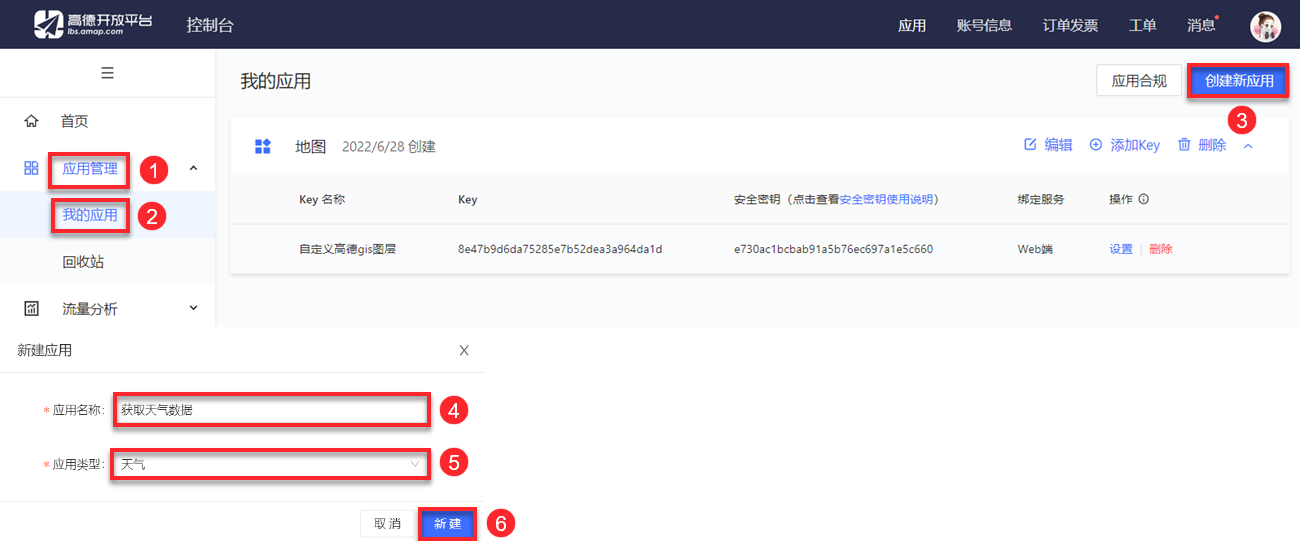 高德开放平台
lbs.amap.com
控制台
应用 账号信息 订单发票 工单 消息
我的应用
应用合规 创建新应用
3
首页
应用管理 1
我的应用 2
回收站
流量分析
地图 2022/6/28 创建 编辑 添加Key 删除
Key 名称 Key 安全密钥（点击查看安全密钥使用说明） 绑定服务 操作
自定义高德gis图层 8e47b9d6da75285e7b52dea3a964da1d e730ac1bcbab91a5b76ec697a1e5c660 Web端 设置 删除
新建应用 X
* 应用名称: 获取天气数据 4
* 应用类型: 天气 5
取消 新建 6